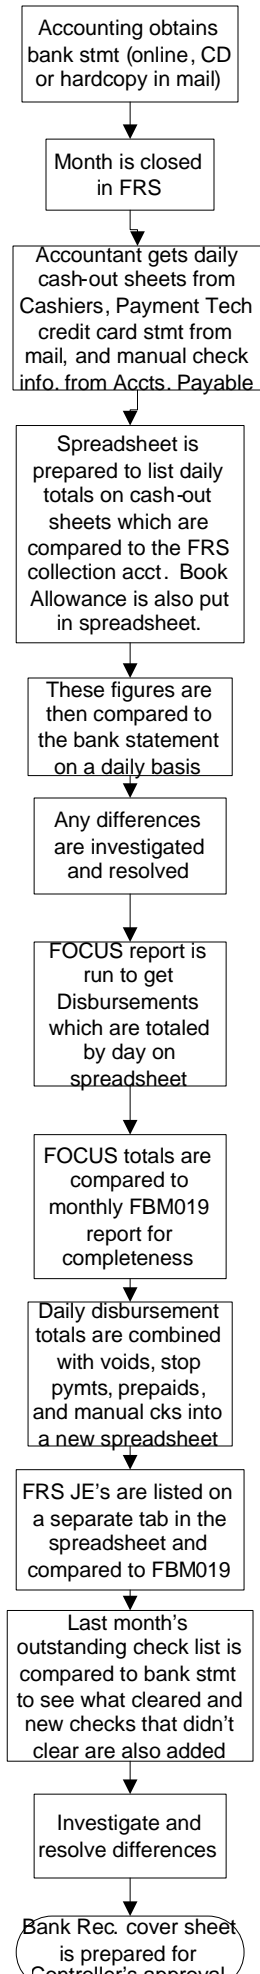 Accounting obtains
bank stmt (online, CD
or hardcopy in mail)
Month is closed
in FRS
Accountant gets daily
cash-out sheets from
Cashiers, Payment Tech
credit card stmt from
mail, and manual check
info. from Accts. Payable
Spreadsheet is
prepared to list daily
totals on cash-out
sheets which are
compared to the FRS
collection acct. Book
Allowance is also put
in spreadsheet.
These figures are
then compared to
the bank statement
on a daily basis
Any differences
are investigated
and resolved
FOCUS report is
run to get
Disbursements
which are totaled
by day on
spreadsheet
FOCUS totals are
compared to
monthly FBM019
report for
completeness
Daily disbursement
totals are combined
with voids, stop
pymts, prepaids,
and manual cks into
a new spreadsheet
FRS JE's are listed on
a separate tab in the
spreadsheet and
compared to FBM019
Last month's
outstanding check list is
compared to bank stmt
to see what cleared and
new checks that didn't
clear are also added
Investigate and
resolve differences
Bank Rec. cover sheet
is prepared for
Controller's approval